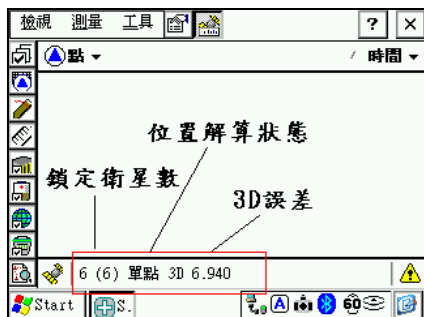 檢視 測量 工具 ? ×
點 / 時間
位置解算狀態
鎖定衛星數
3D誤差
6 (6) 單點 3D 6.940
Start S. A 60